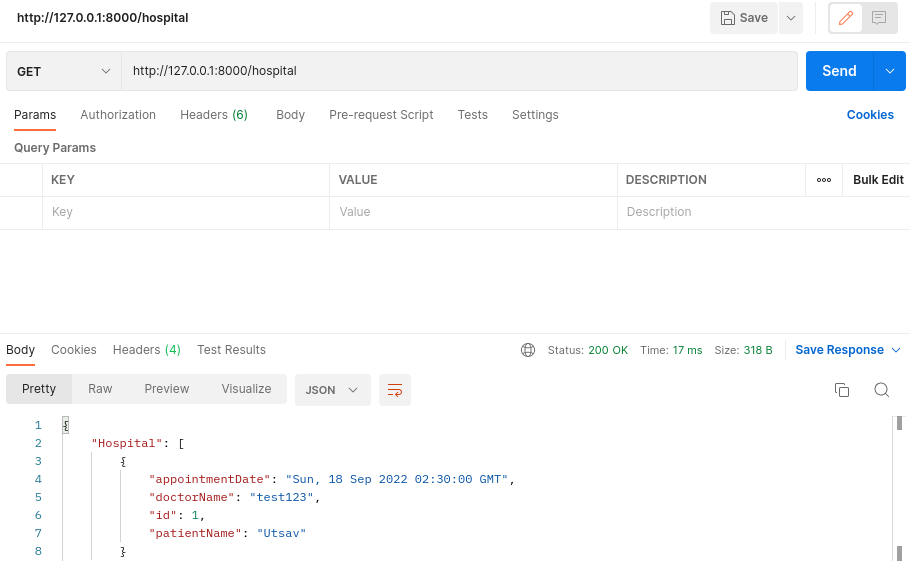 http://127.0.0.1:8000/hospital Save
GET http://127.0.0.1:8000/hospital Send
Params Authorization Headers (6) Body Pre-request Script Tests Settings Cookies
Query Params
KEY VALUE DESCRIPTION ooo Bulk Edit
Key Value Description
Body Cookies Headers (4) Test Results Status: 200 OK Time: 17 ms Size: 318 B Save Response
Pretty Raw Preview Visualize JSON
1 {
2 "Hospital": [
3 {
4 "appointmentDate": "Sun, 18 Sep 2022 02:30:00 GMT",
5 "doctorName": "test123",
6 "id": 1,
7 "patientName": "Utsav"
8 }